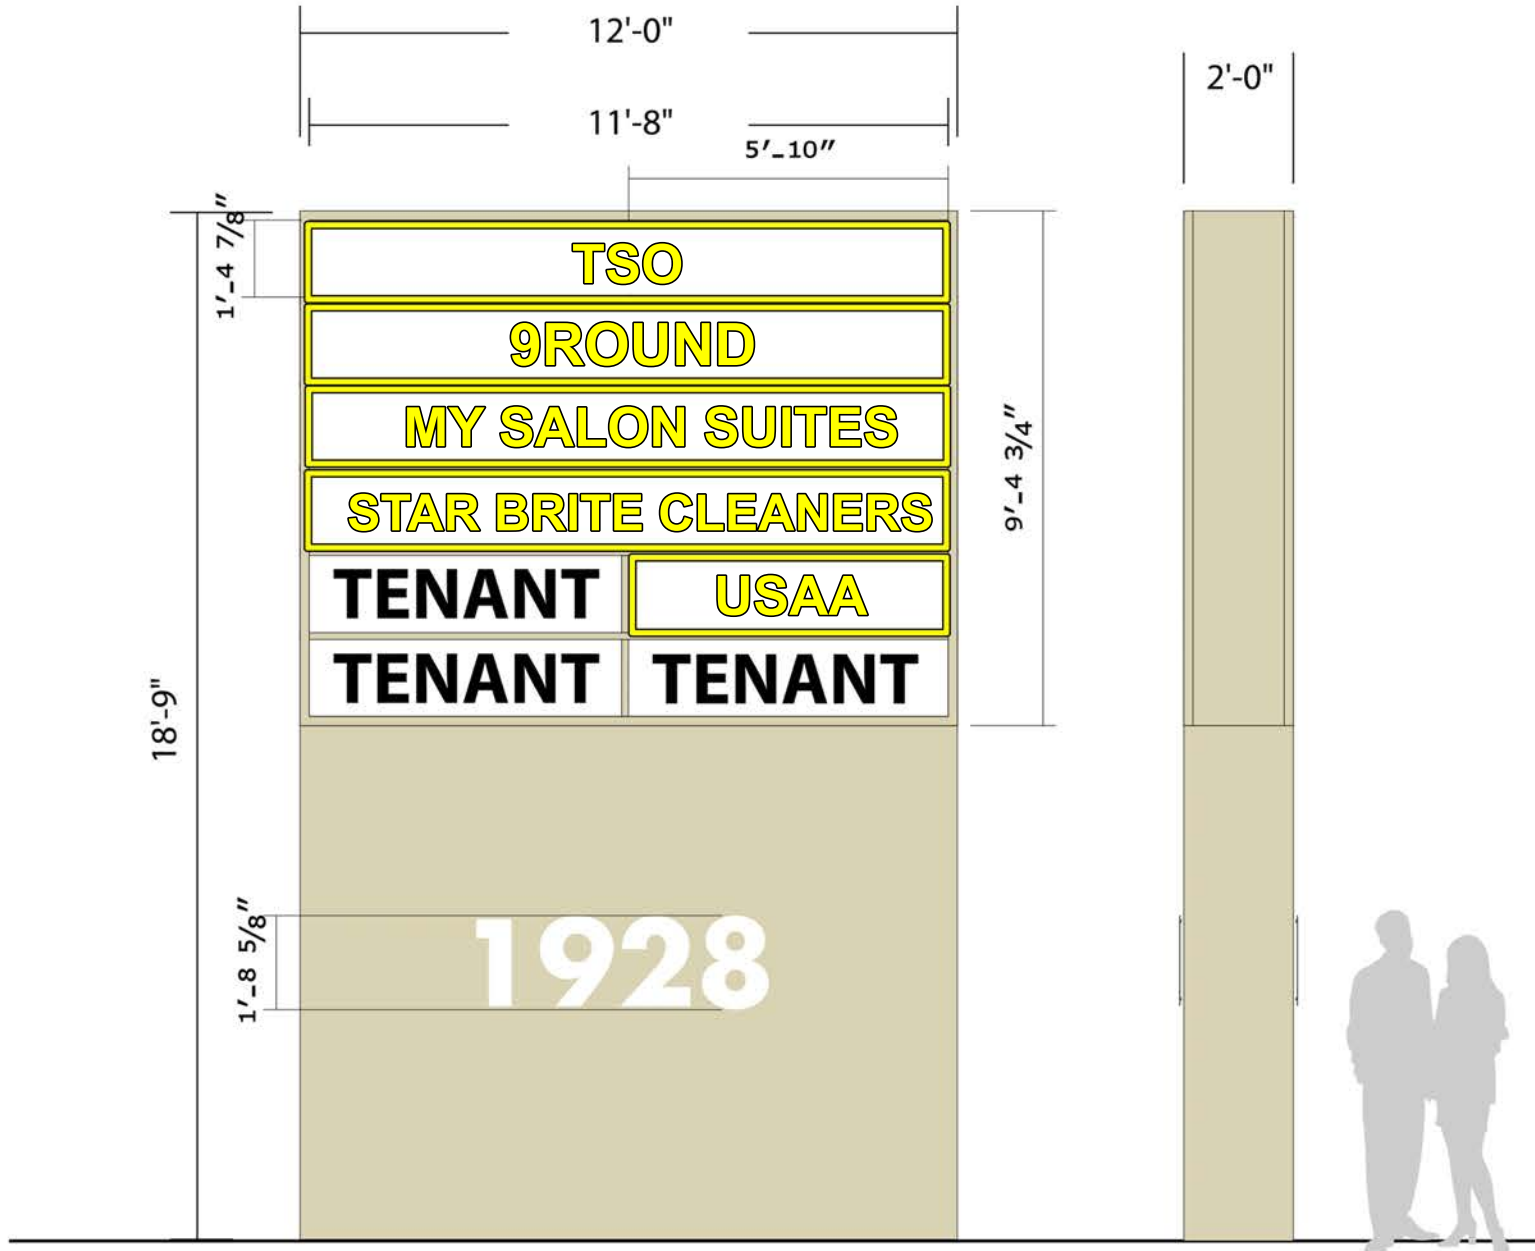 12'-0"
11'-8"
5'-10"
2'-0"
1'-4 7/8"
TSO
9ROUND
MY SALON SUITES
STAR BRITE CLEANERS
9'-4 3/4"
TENANT USAA
TENANT TENANT
18'-9"
1'-8 5/8"
1928